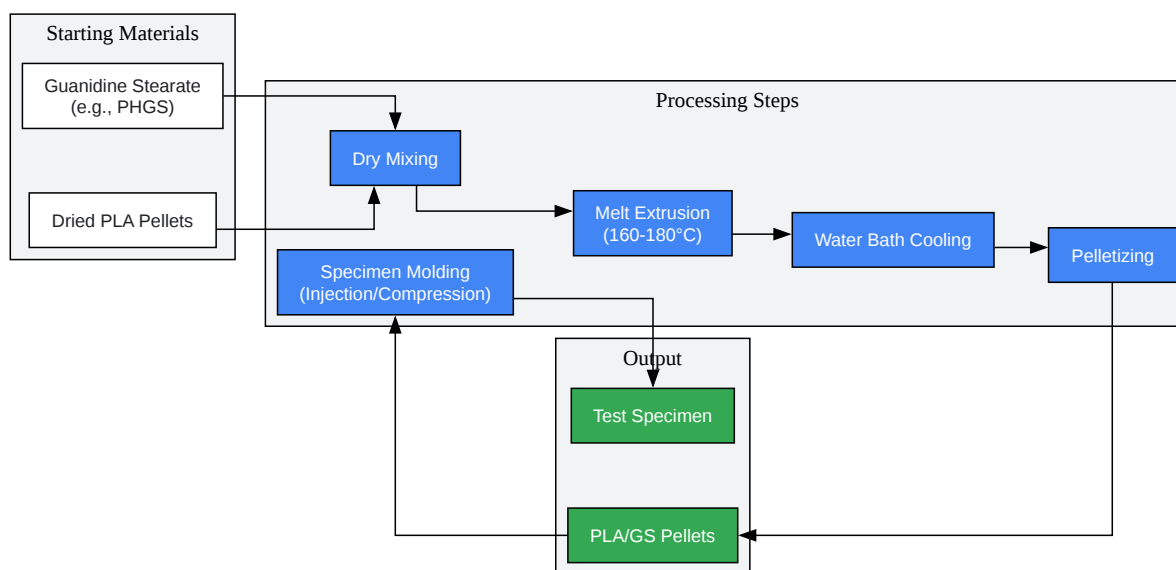 Starting Materials
Guanidine Stearate
(e.g., PHGS)
Dried PLA Pellets
Processing Steps
Dry Mixing
Melt Extrusion
(160-180°C)
Water Bath Cooling
Pelletizing
Specimen Molding
(Injection/Compression)
Output
Test Specimen
PLA/GS Pellets